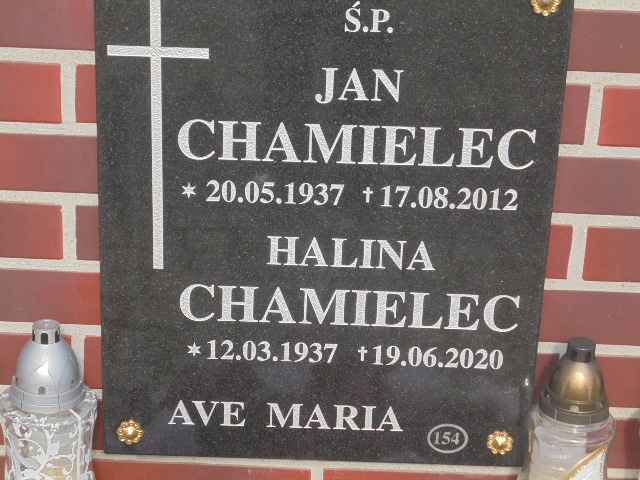 Ś.P.
JAN
CHAMIELEC
✶ 20.05.1937 †17.08.2012
HALINA
CHAMIELEC
✶12.03.1937 †19.06.2020
AVE MARIA
154